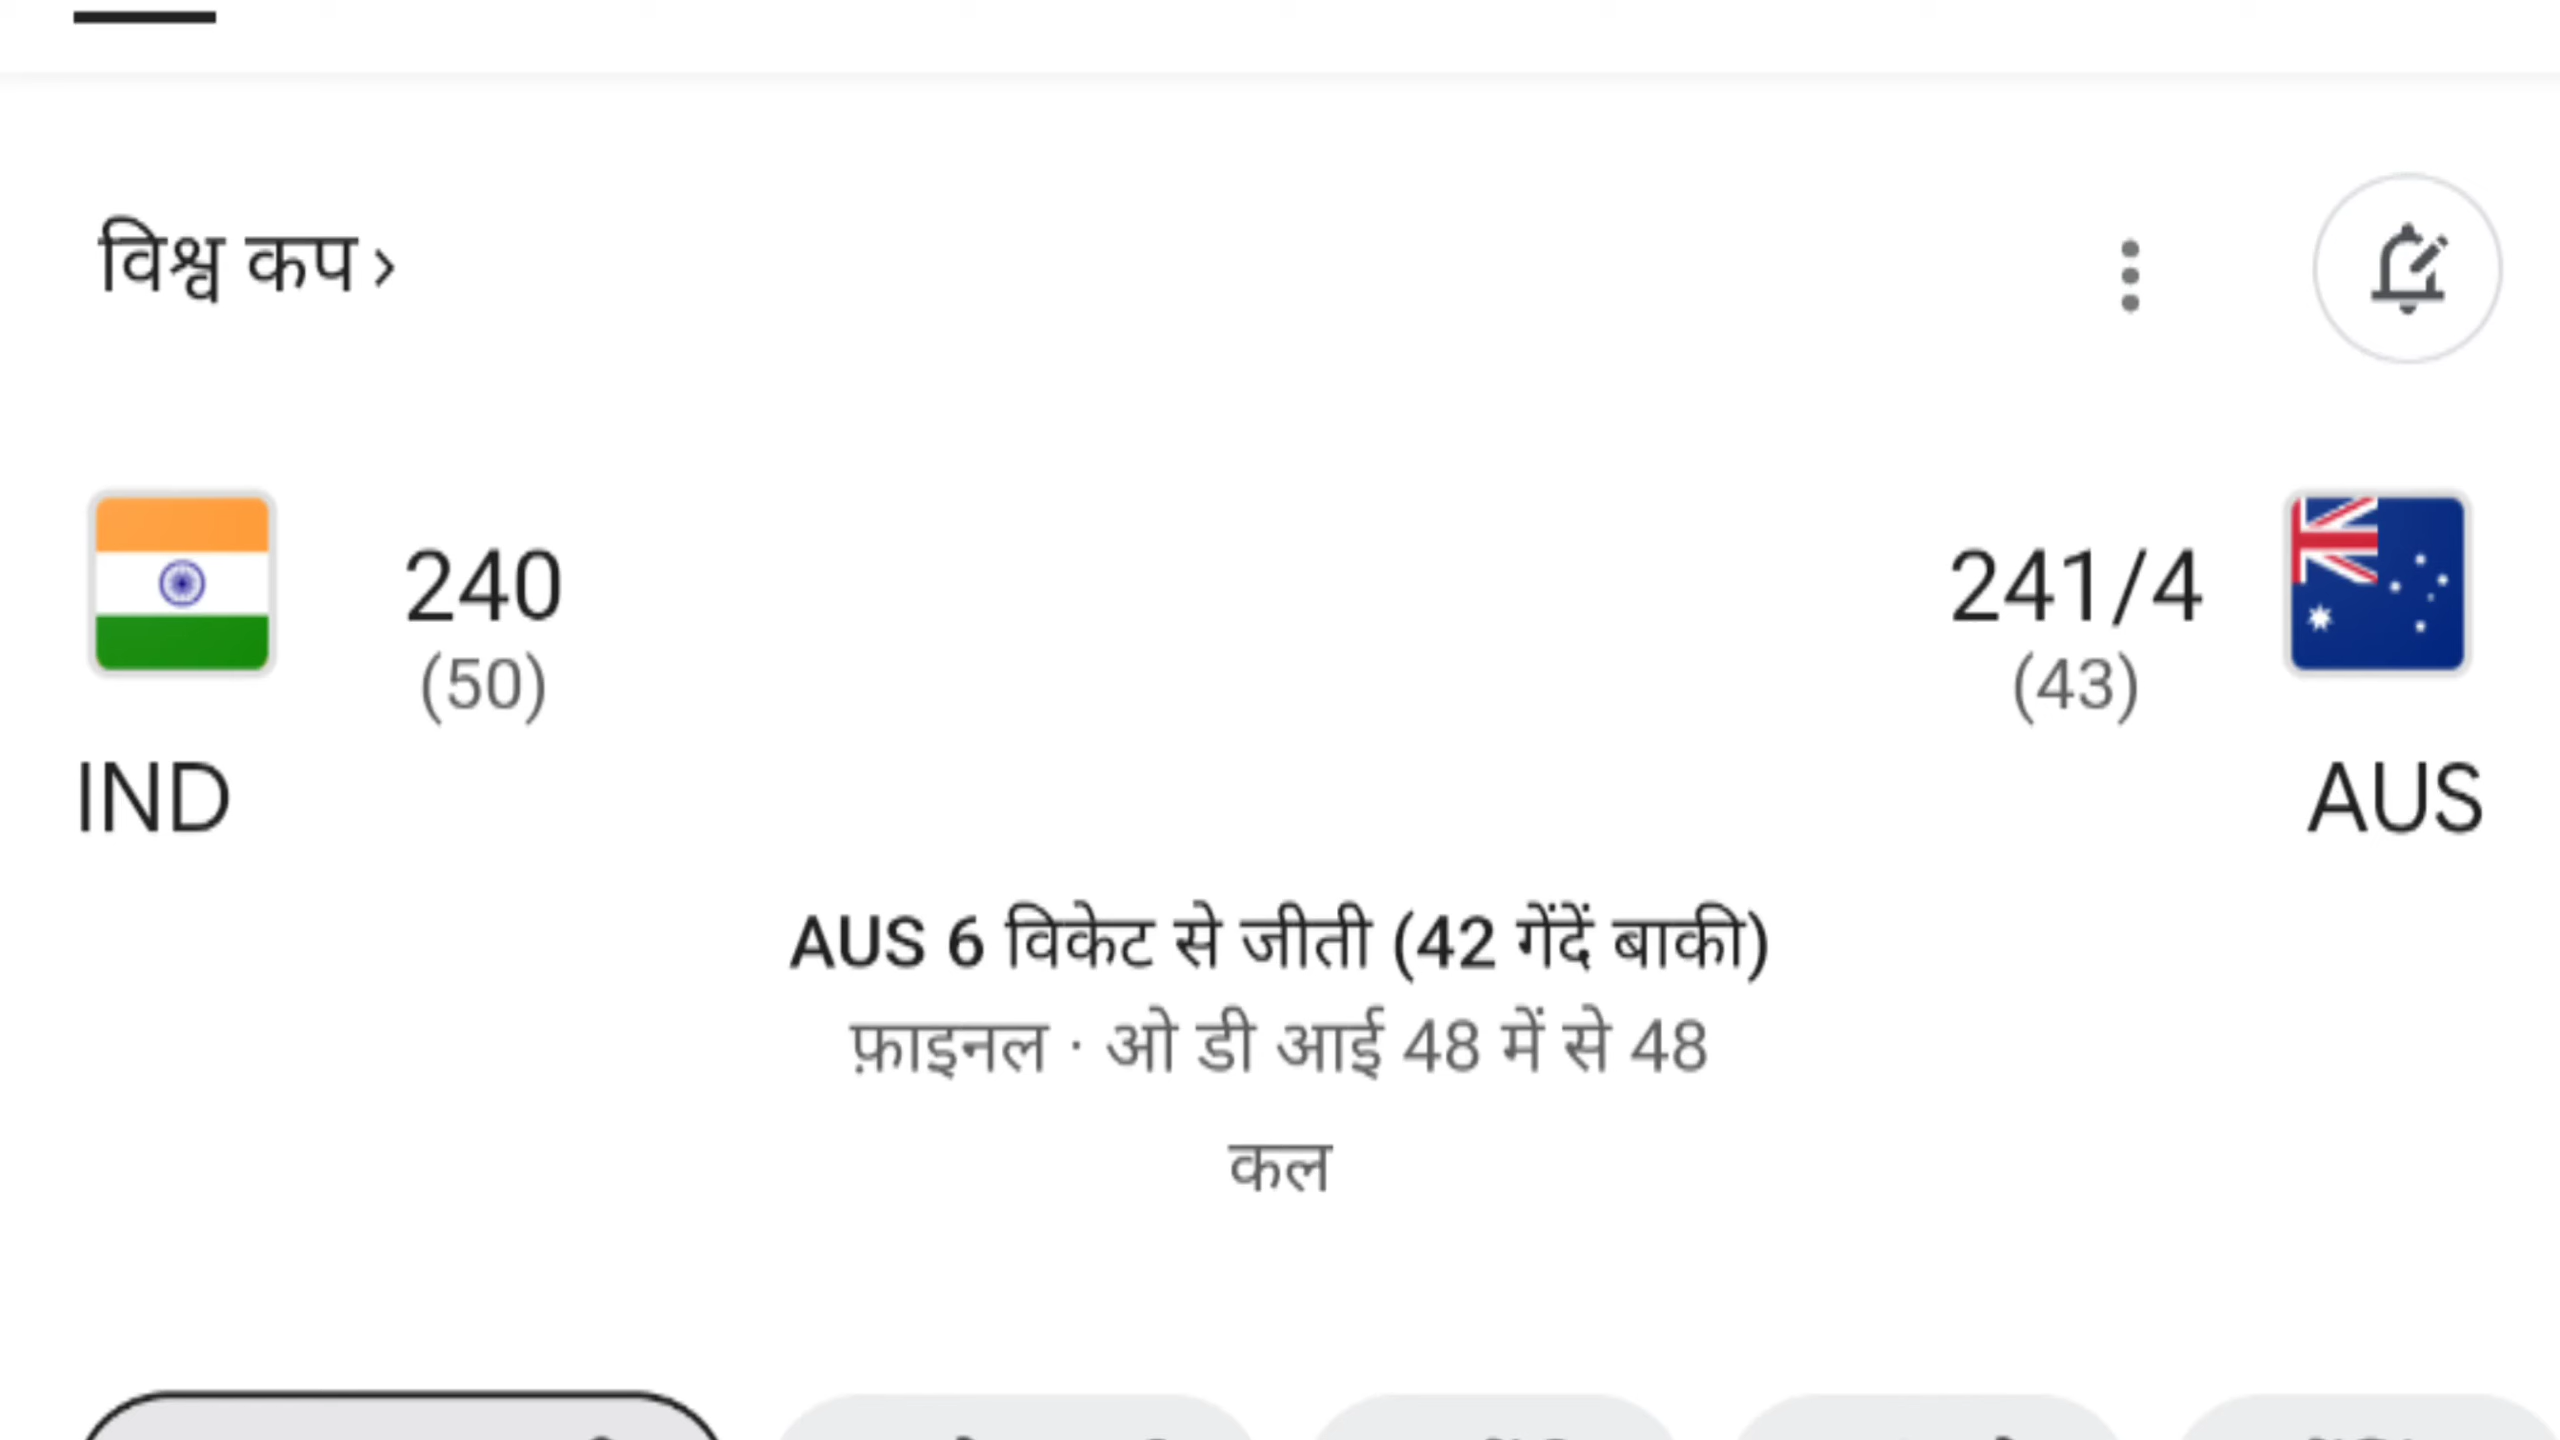 विश्व कप ›
240
241/4
(50)
(43)
IND
AUS
AUS 6 विकेट से जीती (42 गेंदें बाकी)
फ़ाइनल · ओ डी आई 48 में से 48
कल